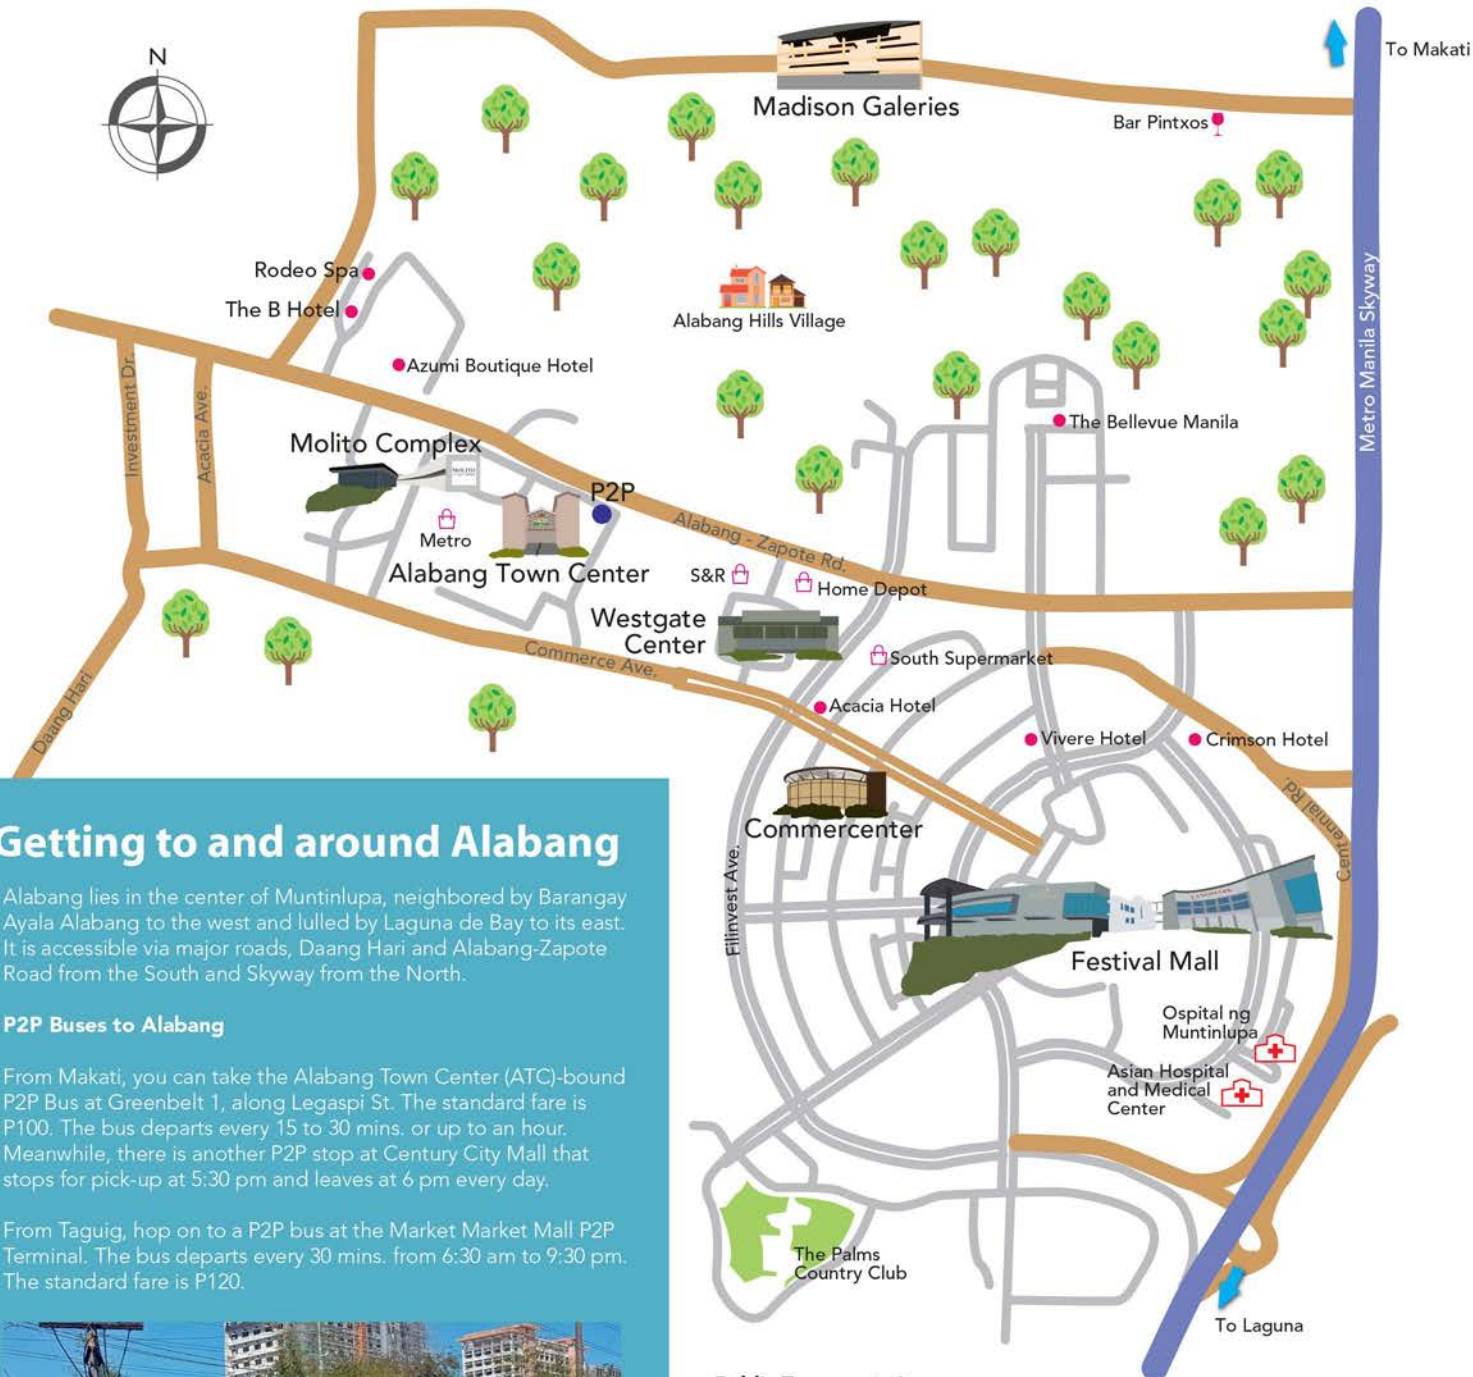 N
To Makati
Madison Galeries
Bar Pintxos
Rodeo Spa
The B Hotel
Metro Manila Skyway
Alabang Hills Village
Azumi Boutique Hotel
Investment Dr.
Acacia Ave.
The Bellevue Manila
Molito Complex
P2P
Metro
Alabang - Zapote Rd.
Alabang Town Center
S&R
Home Depot
Westgate
Center
Commerce Ave.
South Supermarket
Daang Hari
Acacia Hotel
Vivere Hotel
Crimson Hotel
Centennial Rd.
Commercenter
Filinvest Ave.
Festival Mall
Ospital ng
Muntinlupa
Asian Hospital
and Medical
Center
The Palms
Country Club
To Laguna
Getting to and around Alabang
Alabang lies in the center of Muntinlupa, neighbored by Barangay
Ayala Alabang to the west and lulled by Laguna de Bay to its east.
It is accessible via major roads, Daang Hari and Alabang-Zapote
Road from the South and Skyway from the North.
P2P Buses to Alabang
From Makati, you can take the Alabang Town Center (ATC)-bound
P2P Bus at Greenbelt 1, along Legaspi St. The standard fare is
P100. The bus departs every 15 to 30 mins. or up to an hour.
Meanwhile, there is another P2P stop at Century City Mall that
stops for pick-up at 5:30 pm and leaves at 6 pm every day.
From Taguig, hop on to a P2P bus at the Market Market Mall P2P
Terminal. The bus departs every 30 mins. from 6:30 am to 9:30 pm.
The standard fare is P120.